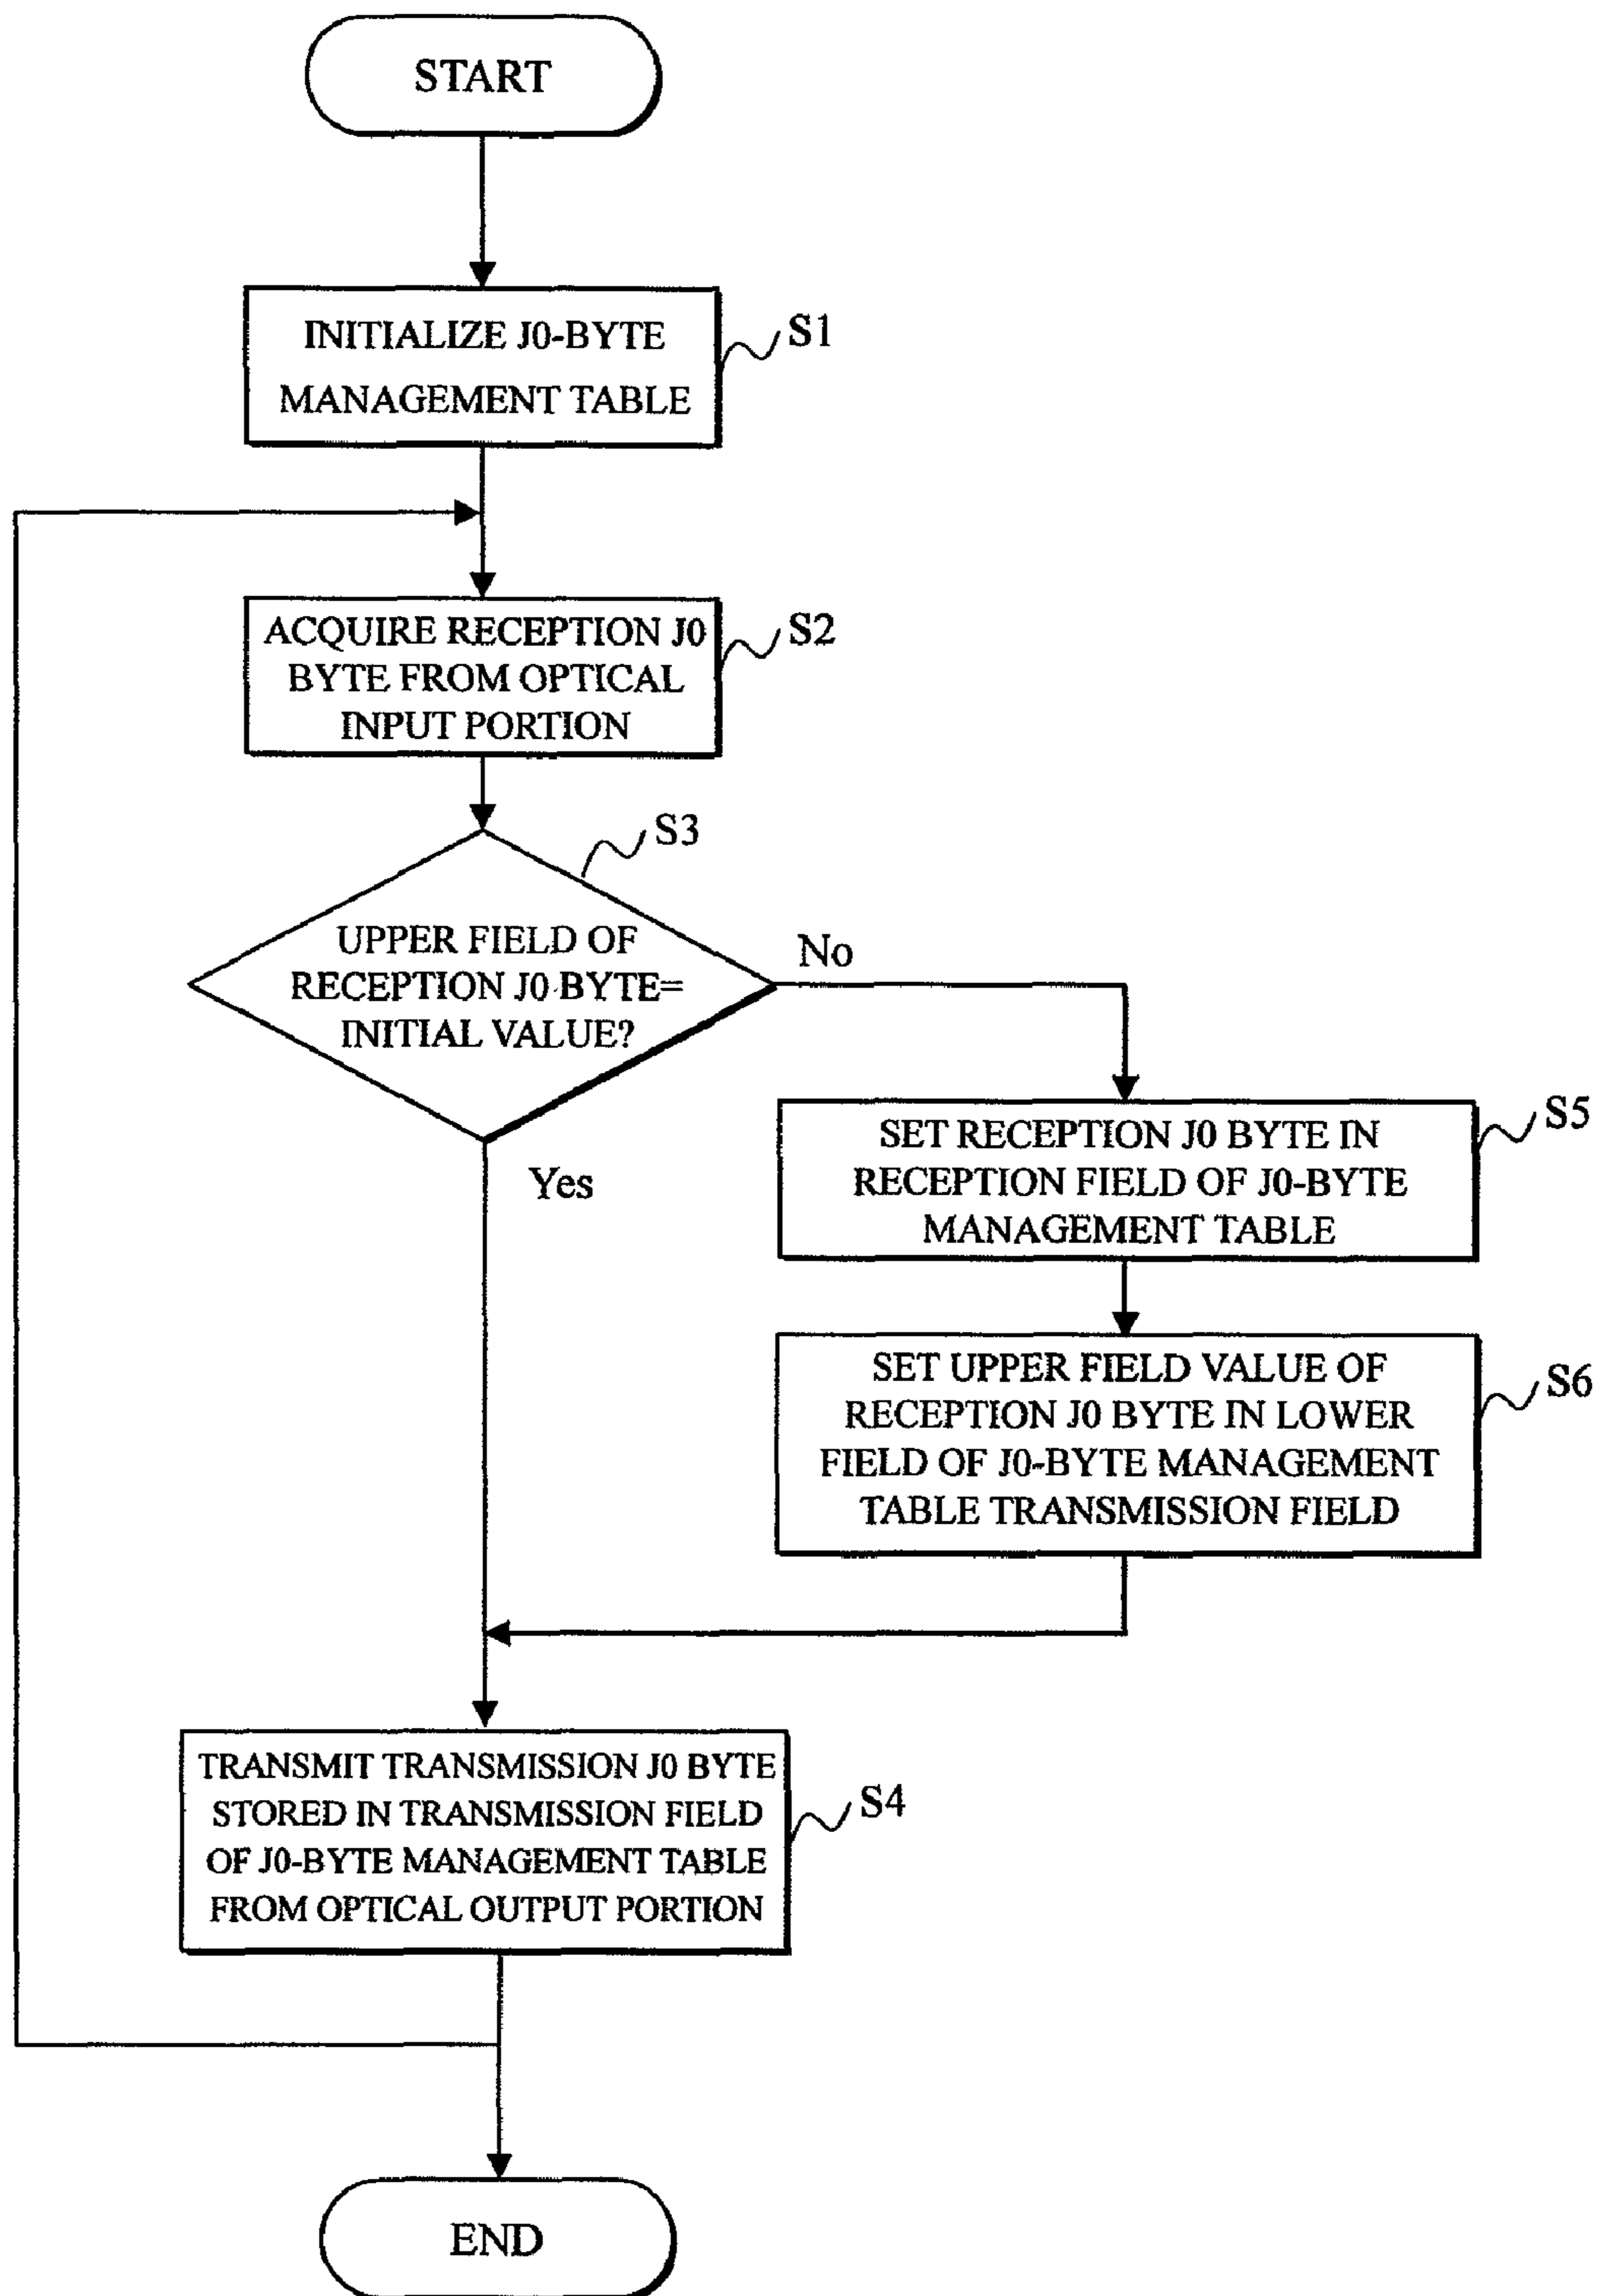 START
INITIALIZE J0-BYTE
MANAGEMENT TABLE
S1
ACQUIRE RECEPTION J0
BYTE FROM OPTICAL
INPUT PORTION
S2
S3
UPPER FIELD OF
RECEPTION J0 BYTE=
INITIAL VALUE?
No
Yes
SET RECEPTION J0 BYTE IN
RECEPTION FIELD OF J0-BYTE
MANAGEMENT TABLE
S5
SET UPPER FIELD VALUE OF
RECEPTION J0 BYTE IN LOWER
FIELD OF J0-BYTE MANAGEMENT
TABLE TRANSMISSION FIELD
S6
TRANSMIT TRANSMISSION J0 BYTE
STORED IN TRANSMISSION FIELD
OF J0-BYTE MANAGEMENT TABLE
FROM OPTICAL OUTPUT PORTION
S4
END